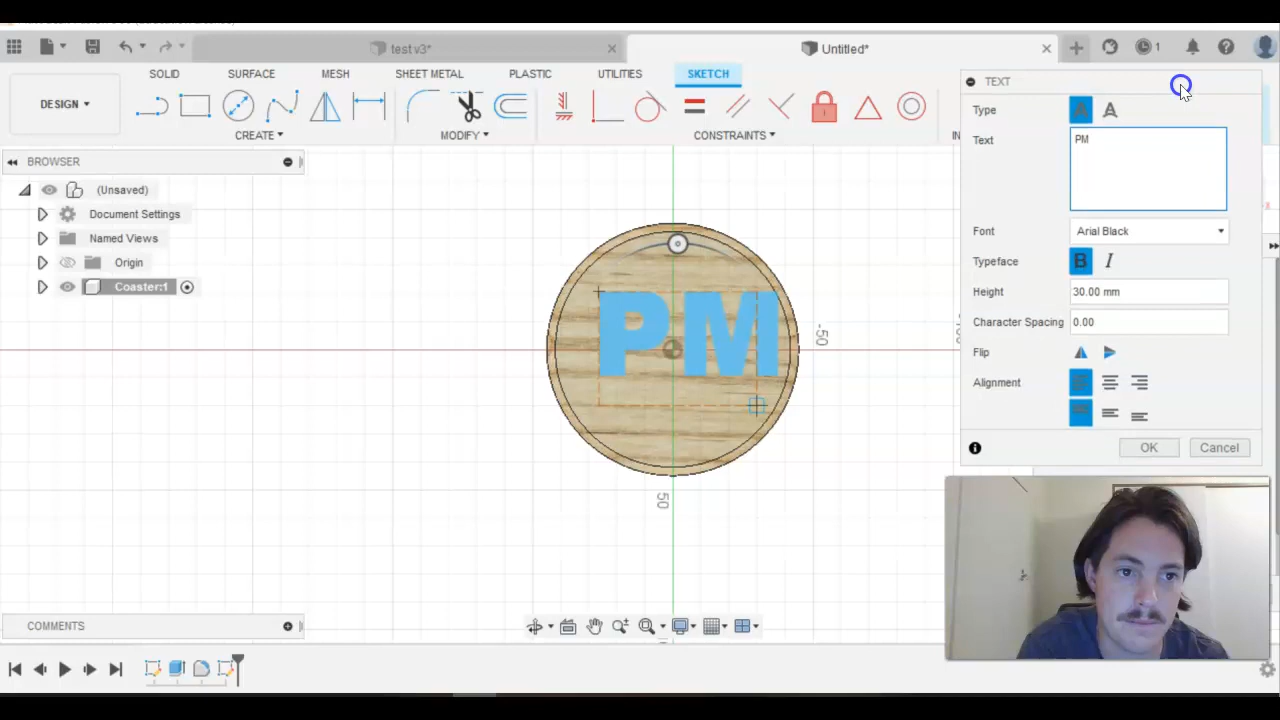 test v3*
Untitled*
1
SOLID
SURFACE
MESH
SHEET METAL
PLASTIC
UTILITIES
SKETCH
DESIGN
CREATE
MODIFY
CONSTRAINTS
IN
BROWSER
(Unsaved)
Document Settings
Named Views
Origin
Coaster:1
PM
-50
50
TEXT
Type
Text
PM
Font
Arial Black
Typeface
B I
Height
30.00 mm
Character Spacing
0.00
Flip
Alignment
OK
Cancel
COMMENTS